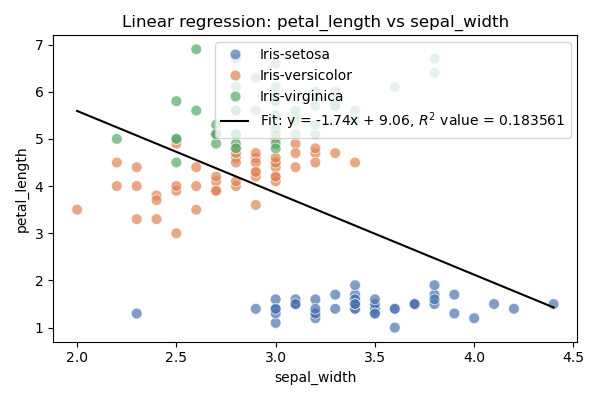 Linear regression: petal_length vs sepal_width
Iris-setosa
Iris-versicolor
Iris-virginica
Fit: y = -1.74x + 9.06, R² value = 0.183561
petal_length
7
6
5
4
3
2
1
2.0 2.5 3.0 3.5 4.0 4.5
sepal_width